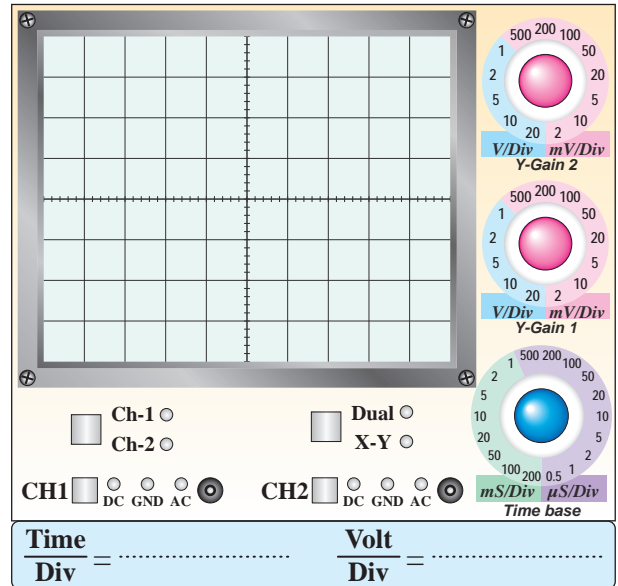 500 200 100
1 50
2 20
5 5
10 10
20 2
V/Div mV/Div
Y-Gain 2
500 200 100
1 50
2 20
5 5
10 10
20 2
V/Div mV/Div
Y-Gain 1
500 200 100
1 50
2 20
5 10
10 5
20 2
50 1
100 200 0.5
mS/Div µS/Div
Time base
Ch-1
Ch-2
Dual
X-Y
CH1 DC GND AC
CH2 DC GND AC
Time Volt
Div = .......................... Div = ..........................